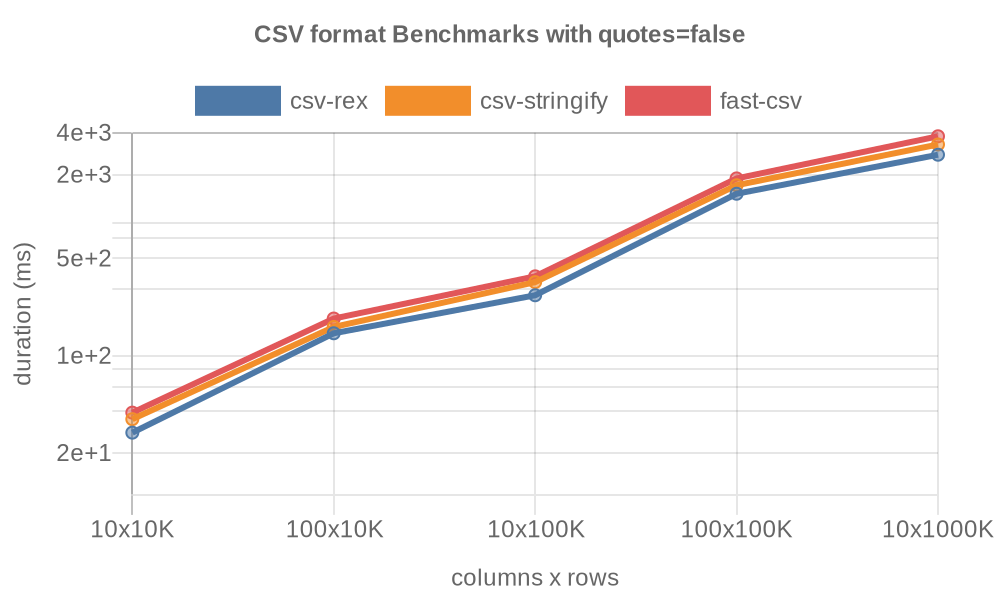 CSV format Benchmarks with quotes=false
csv-rex csv-stringify fast-csv
4e+3
2e+3
5e+2
1e+2
2e+1
duration (ms)
10x10K 100x10K 10x100K 100x100K 10x1000K
columns x rows